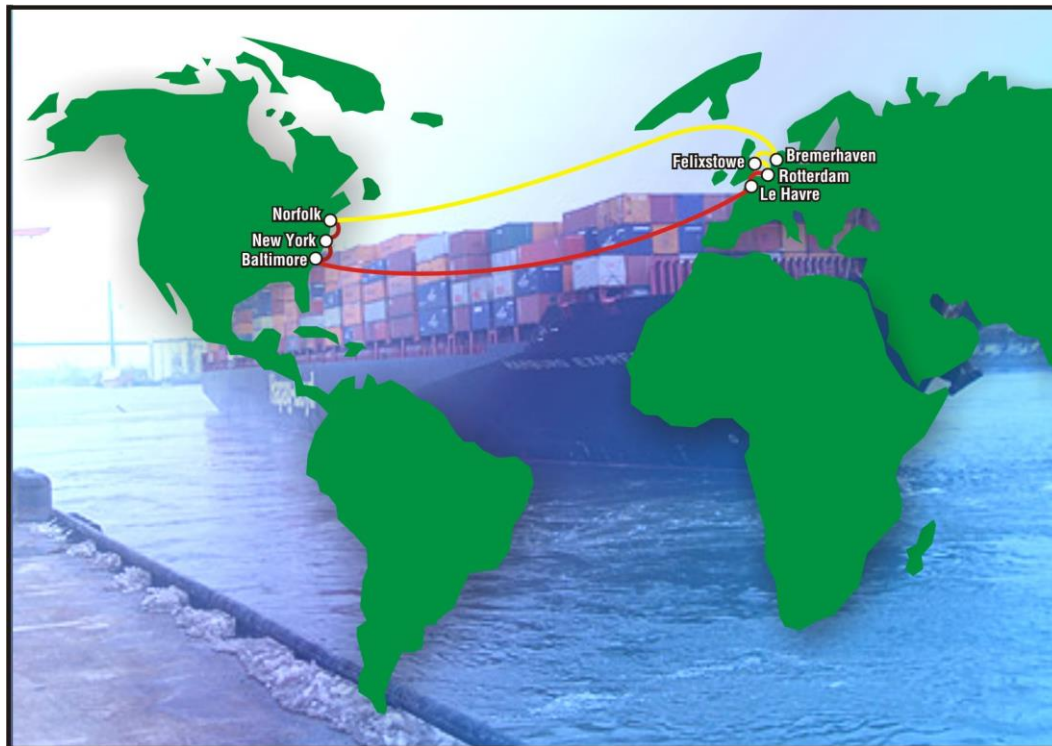 Norfolk
New York
Baltimore
Felixstowe
Bremerhaven
Rotterdam
Le Havre